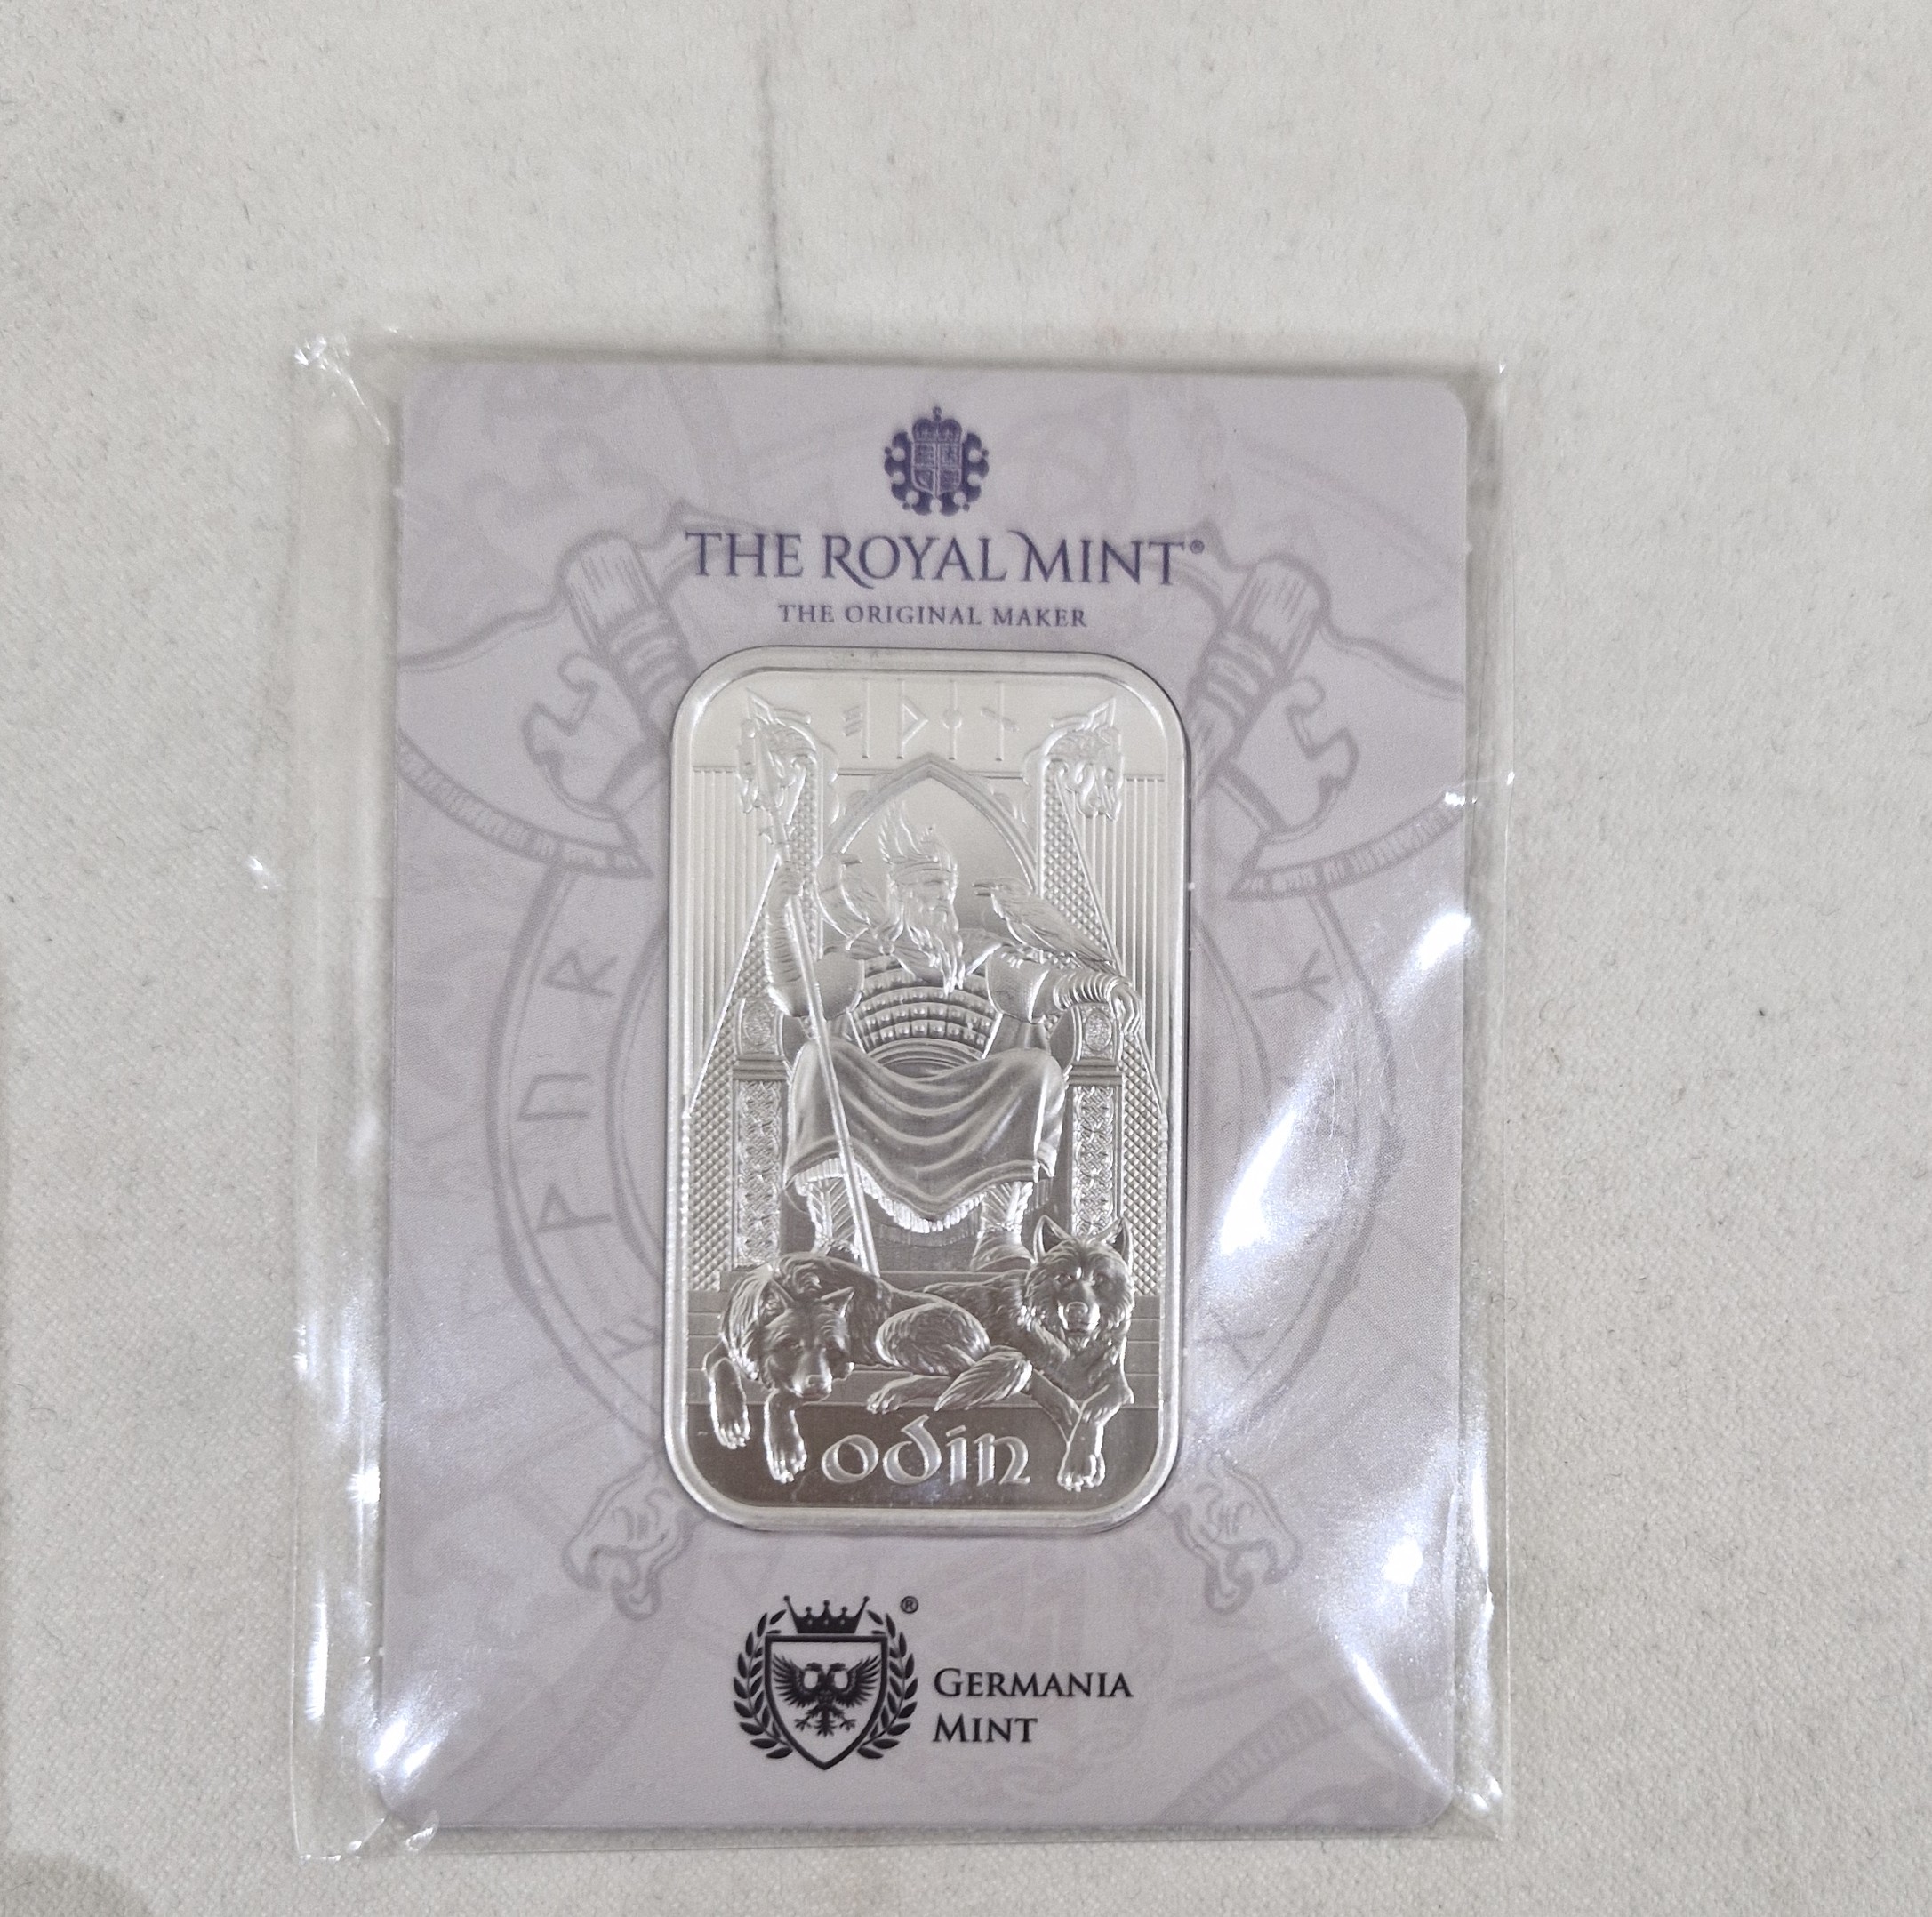 THE ROYAL MINT®
THE ORIGINAL MAKER
odin
®
GERMANIA
MINT